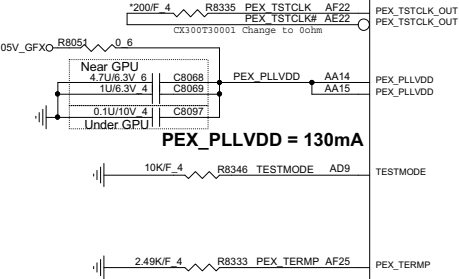 *200/F_4 R8335 PEX_TSTCLK AF22 PEX_TSTCLK_OUT
PEX_TSTCLK# AE22 PEX_TSTCLK_OUT
CX300T30001 Change to 0ohm
05V_GFX R8051 0_6
Near GPU
4.7U/6.3V_6 C8068 PEX_PLLVDD AA14 PEX_PLLVDD
1U/6.3V_4 C8069 AA15 PEX_PLLVDD
0.1U/10V_4 C8097
Under GPU
PEX_PLLVDD = 130mA
10K/F_4 R8346 TESTMODE AD9 TESTMODE
2.49K/F_4 R8333 PEX_TERMP AF25 PEX_TERMP